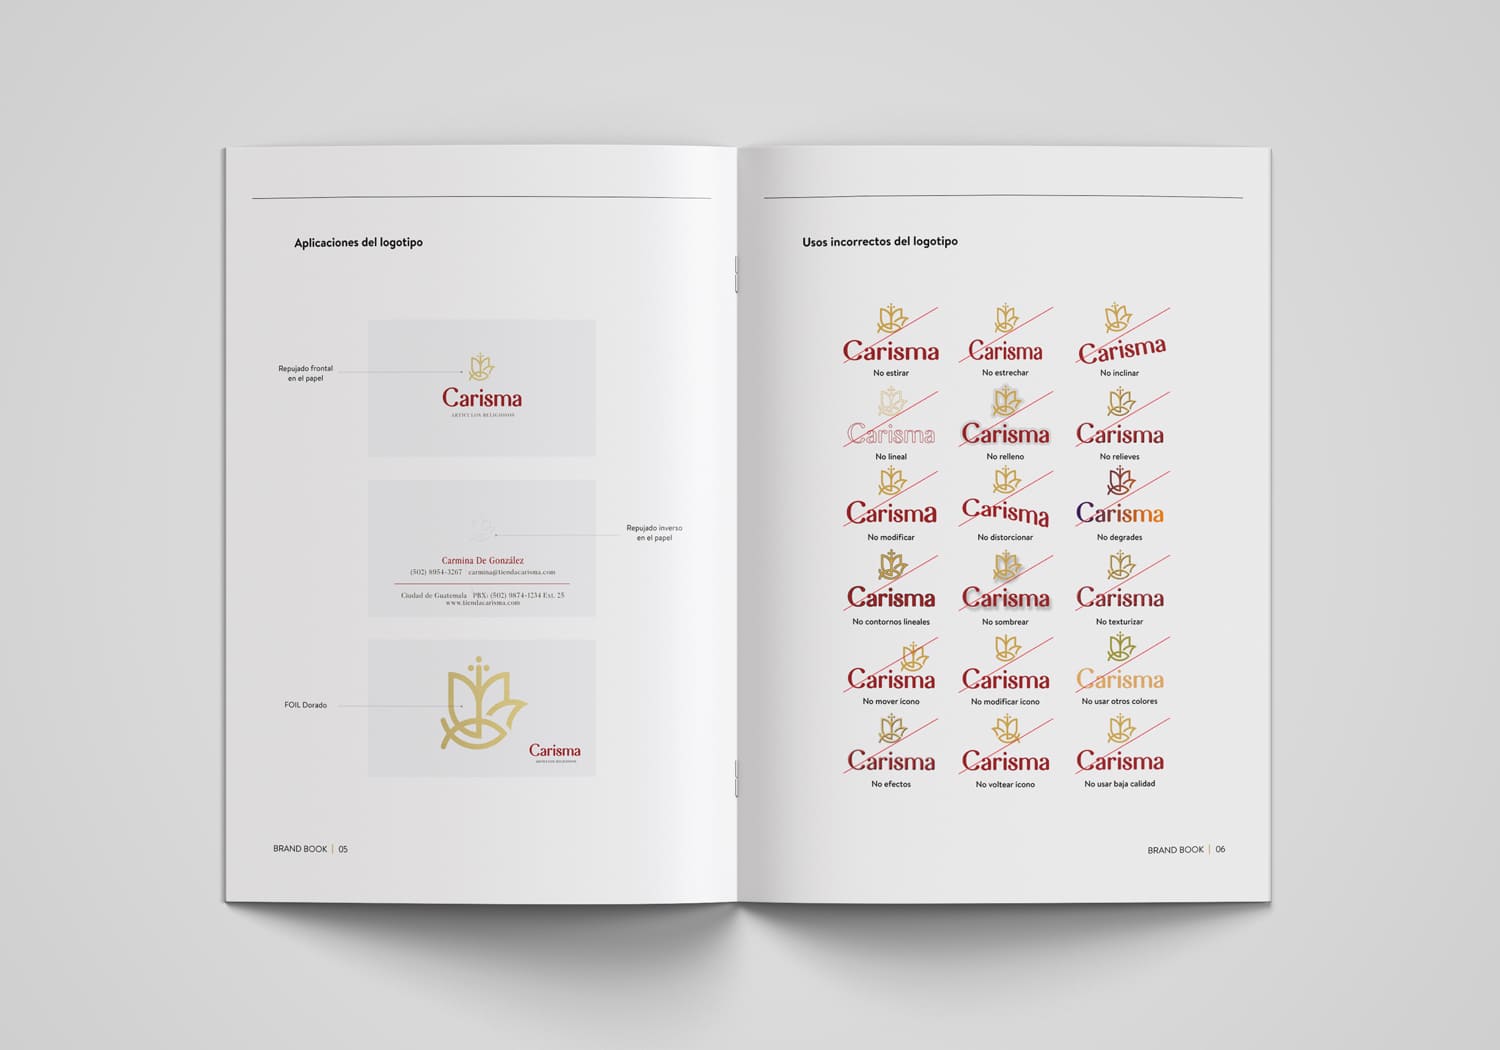 Aplicaciones del logotipo
Repujado frontal
en el papel
Carisma
ARTÍCULOS RELIGIOSOS
Repujado inverso
en el papel
Carmina De González
(502) 8954-3267 | carmina@tiendacarisma.com
Ciudad de Guatemala | PBX: (502) 9874-1234 Ext. 25
www.tiendacarisma.com
FOIL Dorado
Carisma
ARTÍCULOS RELIGIOSOS
BRAND BOOK | 05
Usos incorrectos del logotipo
Carisma Carisma Carisma
No estirar No estrechar No inclinar
Carisma Carisma Carisma
No lineal No relleno No relieves
Carisma Carisma Carisma
No modificar No distorcionar No degrades
Carisma Carisma Carisma
No contornos lineales No sombrear No texturizar
Carisma Carisma Carisma
No mover ícono No modificar ícono No usar otros colores
Carisma Carisma Carisma
No efectos No voltear ícono No usar baja calidad
BRAND BOOK | 06